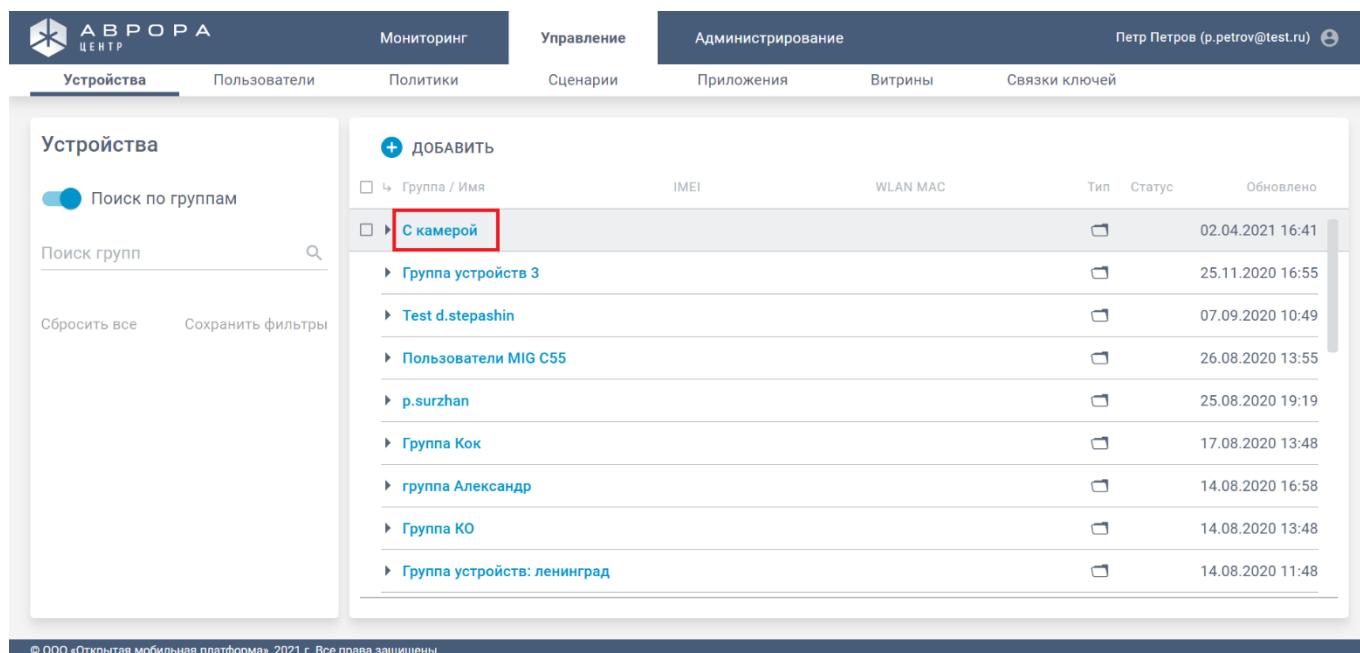 АВРОРА
ЦЕНТР
Мониторинг Управление Администрирование Петр Петров (p.petrov@test.ru)
Устройства Пользователи Политики Сценарии Приложения Витрины Связки ключей
Устройства
Поиск по группам
Поиск групп
Сбросить все Сохранить фильтры
ДОБАВИТЬ
Группа / Имя IMEI WLAN MAC Тип Статус Обновлено
С камерой 02.04.2021 16:41
Группа устройств 3 25.11.2020 16:55
Test d.stepashin 07.09.2020 10:49
Пользователи MIG C55 26.08.2020 13:55
p.surzhan 25.08.2020 19:19
Группа Кок 17.08.2020 13:48
группа Александр 14.08.2020 16:58
Группа КО 14.08.2020 13:48
Группа устройств: ленинград 14.08.2020 11:48
© ООО «Открытая мобильная платформа», 2021 г. Все права защищены